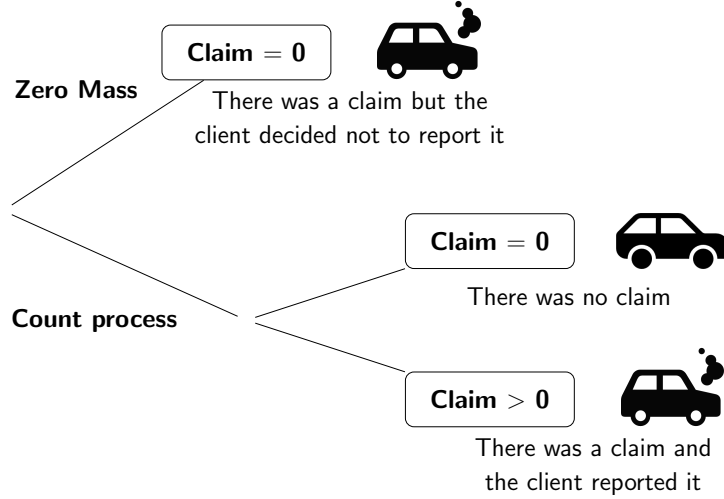 Claim = 0
Zero Mass
There was a claim but the
client decided not to report it
Claim = 0
There was no claim
Count process
Claim > 0
There was a claim and
the client reported it